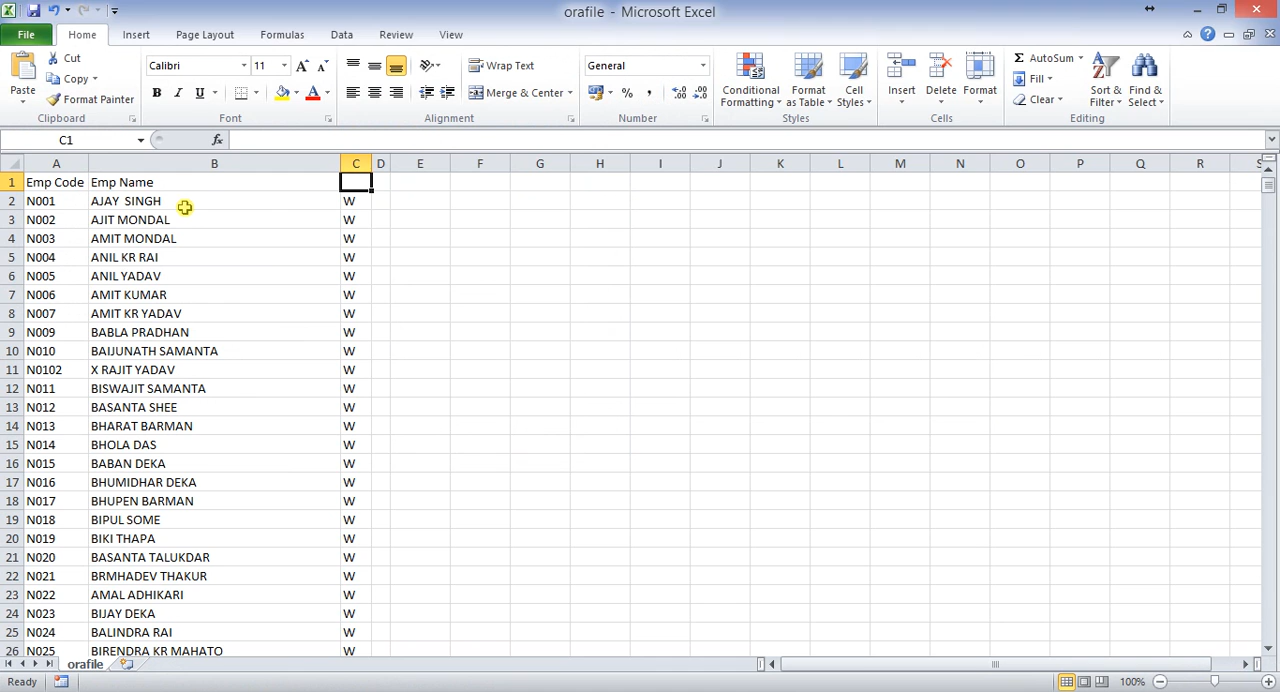 orafile - Microsoft Excel
File Home Insert Page Layout Formulas Data Review View
Paste Cut Copy Format Painter Clipboard
Calibri 11 A A B I U A Font
Wrap Text Merge & Center Alignment
General % , Number
Conditional Formatting Format as Table Cell Styles Styles
Insert Delete Format Cells
Σ AutoSum Fill Clear Sort & Filter Find & Select Editing
C1 fx
A B C D E F G H I J K L M N O P Q R S
1 Emp Code Emp Name
2 N001 AJAY SINGH W
3 N002 AJIT MONDAL W
4 N003 AMIT MONDAL W
5 N004 ANIL KR RAI W
6 N005 ANIL YADAV W
7 N006 AMIT KUMAR W
8 N007 AMIT KR YADAV W
9 N009 BABLA PRADHAN W
10 N010 BAIJUNATH SAMANTA W
11 N0102 X RAJIT YADAV W
12 N011 BISWAJIT SAMANTA W
13 N012 BASANTA SHEE W
14 N013 BHARAT BARMAN W
15 N014 BHOLA DAS W
16 N015 BABAN DEKA W
17 N016 BHUMIDHAR DEKA W
18 N017 BHUPEN BARMAN W
19 N018 BIPUL SOME W
20 N019 BIKI THAPA W
21 N020 BASANTA TALUKDAR W
22 N021 BRMHADEV THAKUR W
23 N022 AMAL ADHIKARI W
24 N023 BIJAY DEKA W
25 N024 BALINDRA RAI W
26 N025 BIRENDRA KR MAHATO W
orafile
Ready 100%